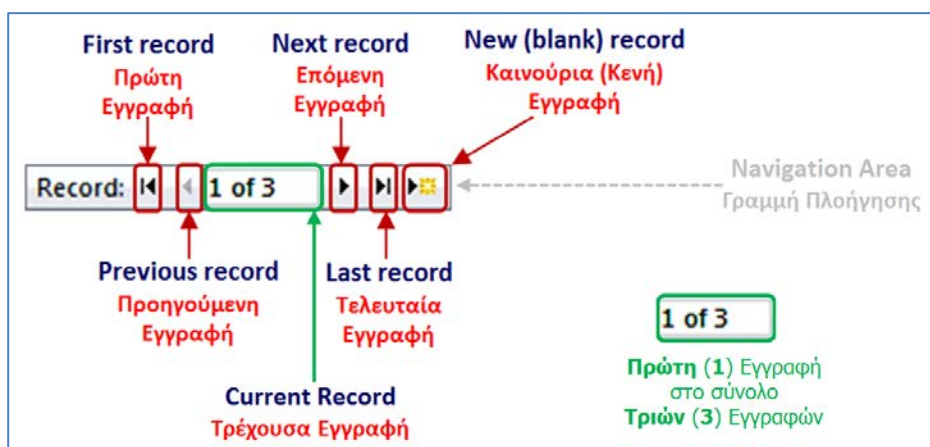 First record
Πρώτη
Εγγραφή
Next record
Επόμενη
Εγγραφή
New (blank) record
Καινούρια (Κενή)
Εγγραφή
Record: 1 of 3
Navigation Area
Γραμμή Πλοήγησης
Previous record
Προηγούμενη
Εγγραφή
Last record
Τελευταία
Εγγραφή
Current Record
Τρέχουσα Εγγραφή
1 of 3
Πρώτη (1) Εγγραφή
στο σύνολο
Τριών (3) Εγγραφών